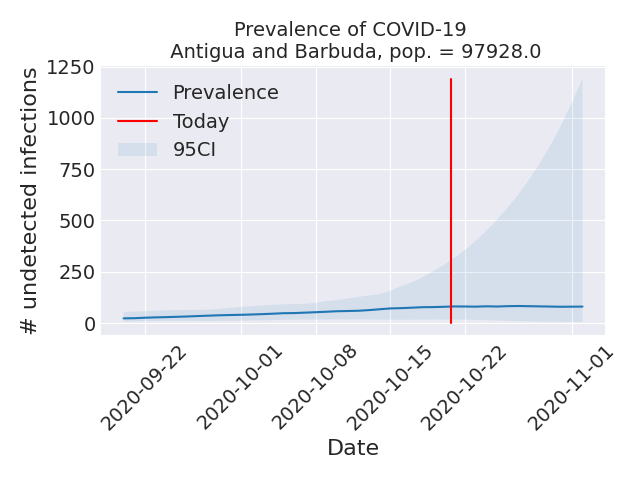 Prevalence of COVID-19
Antigua and Barbuda, pop. = 97928.0
# undetected infections
1250
1000
750
500
250
0
Prevalence
Today
95CI
2020-09-22
2020-10-01
2020-10-08
2020-10-15
2020-10-22
2020-11-01
Date